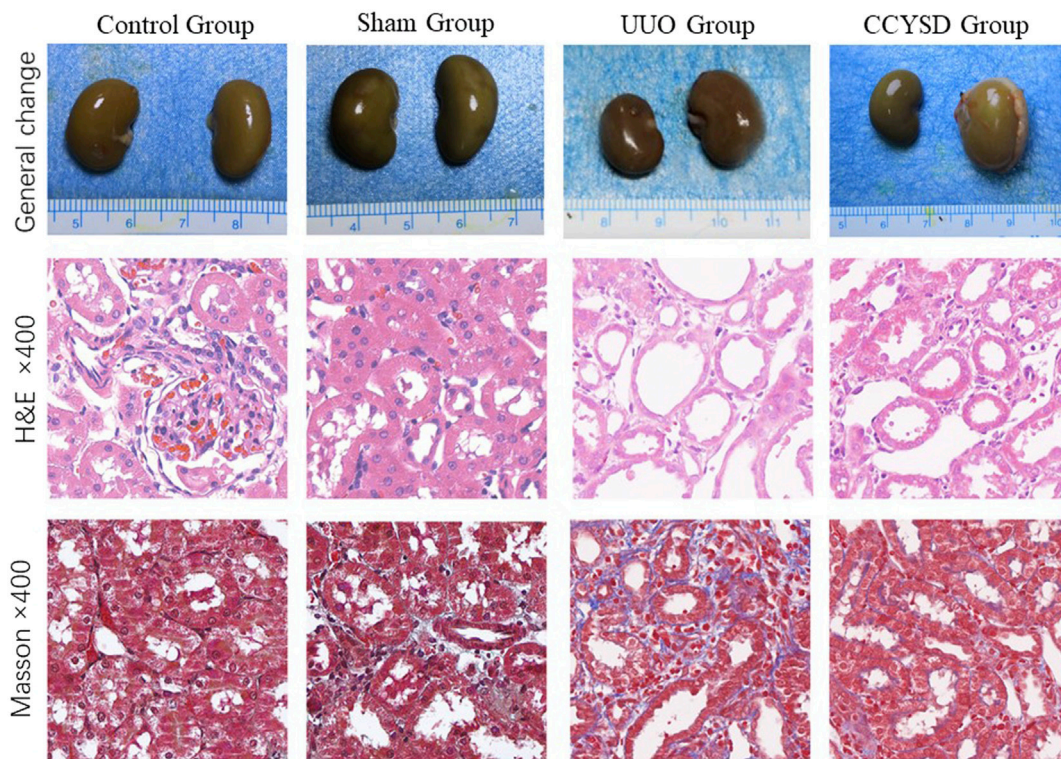 Control Group Sham Group UUO Group CCYSD Group
General change
5 6 7 8
4 5 6 7
8 9 10 11
5 6 7 8 9 10
H&E ×400
Masson ×400